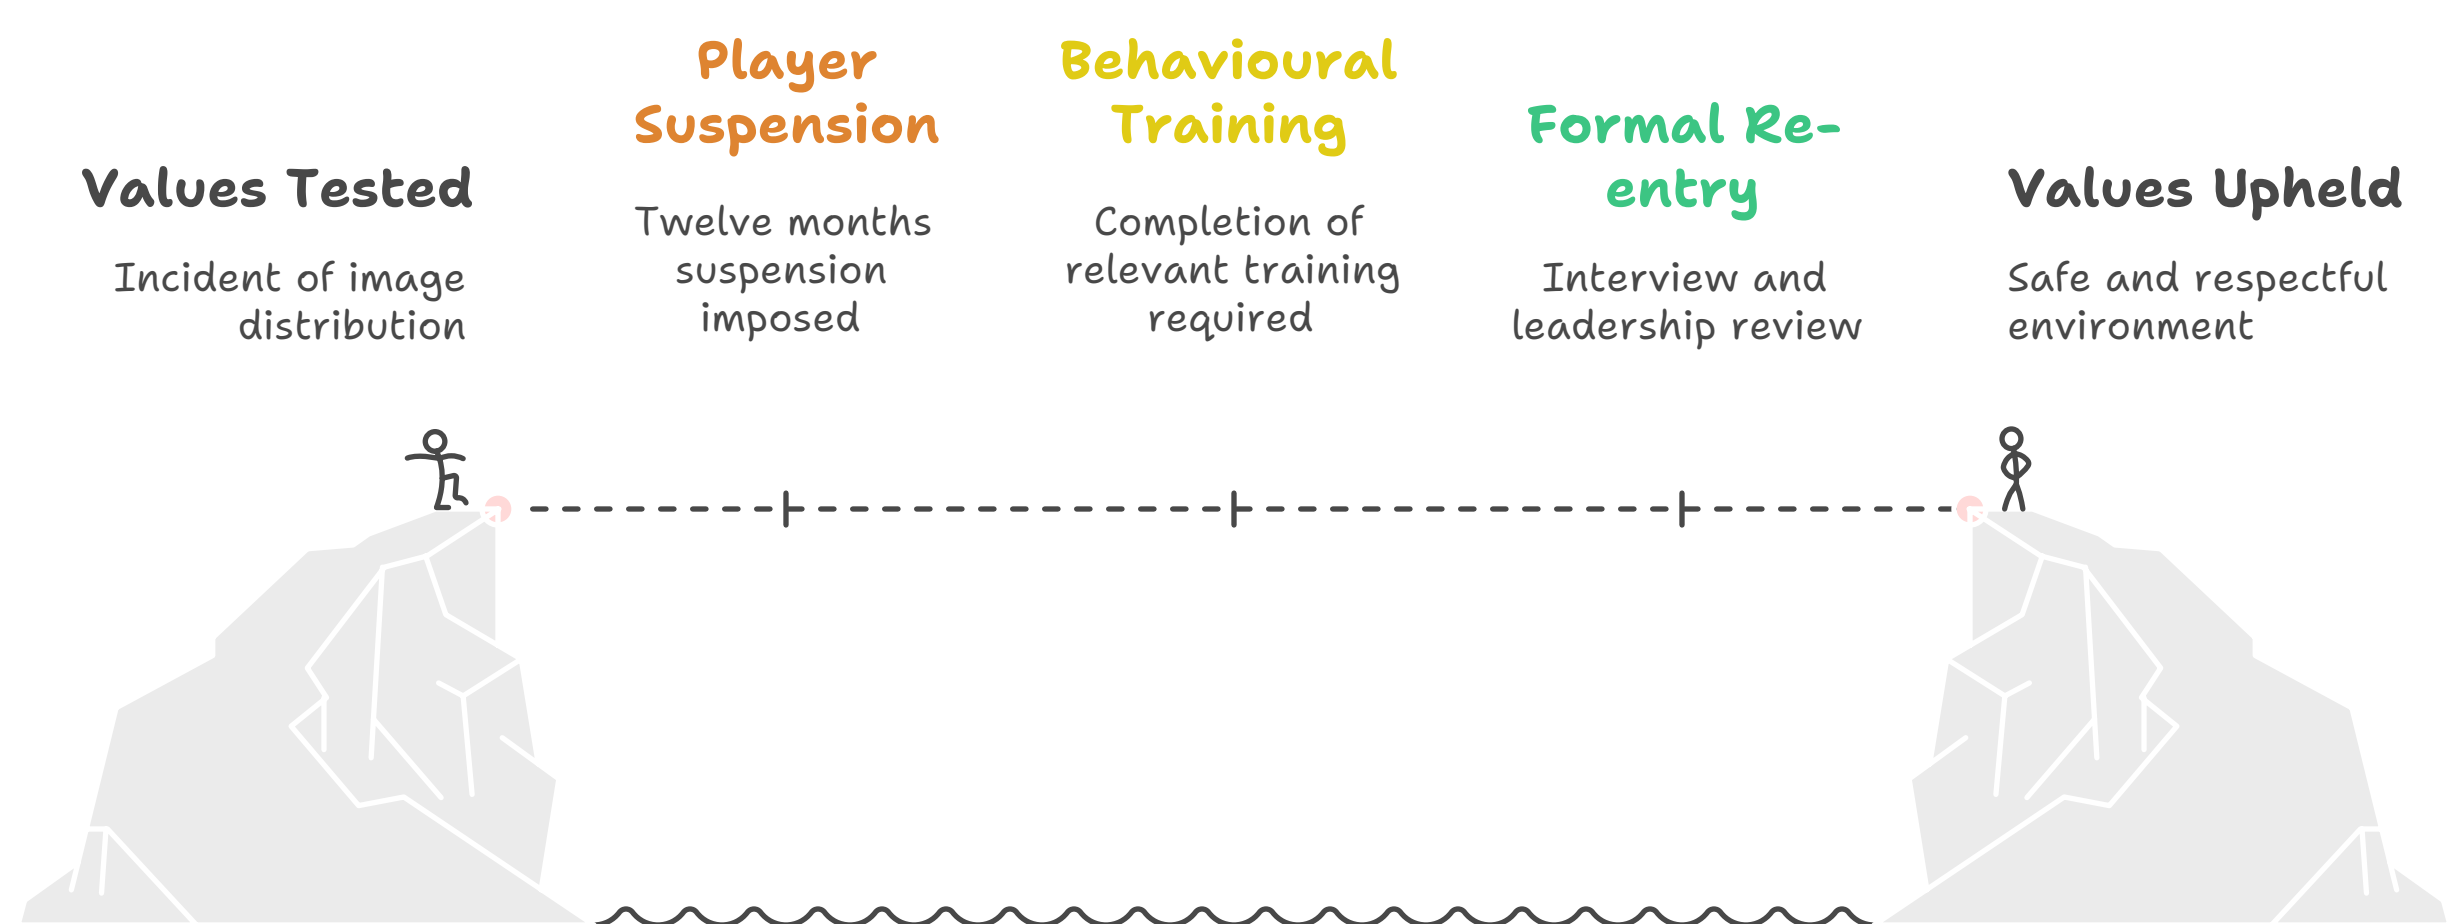 Values Tested
Incident of image
distribution
Player
Suspension
Twelve months
suspension
imposed
Behavioural
Training
Completion of
relevant training
required
Formal Re-
entry
Interview and
leadership review
Values Upheld
Safe and respectful
environment